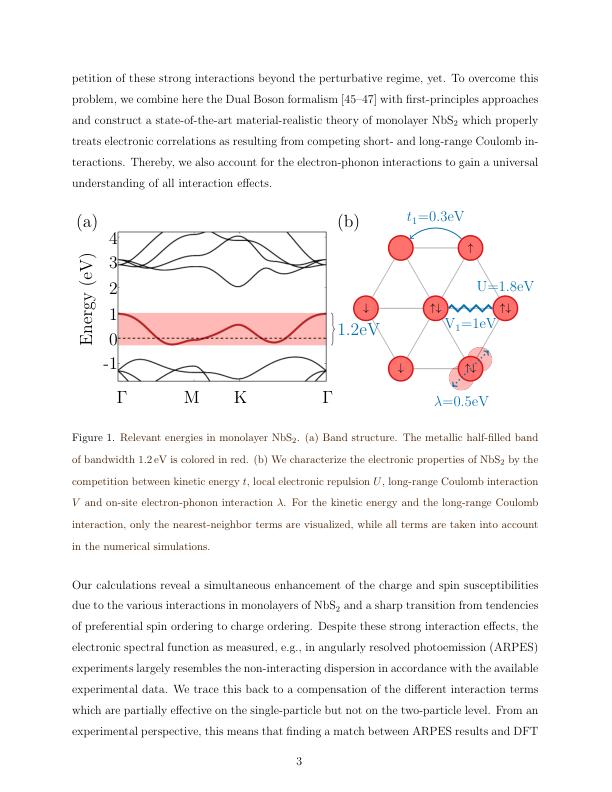 petition of these strong interactions beyond the perturbative regime, yet. To overcome this
problem, we combine here the Dual Boson formalism [45–47] with first-principles approaches
and construct a state-of-the-art material-realistic theory of monolayer NbS₂ which properly
treats electronic correlations as resulting from competing short- and long-range Coulomb in-
teractions. Thereby, we also account for the electron-phonon interactions to gain a universal
understanding of all interaction effects.
(a)
Energy (eV)
4
3
2
1
0
-1
Γ M K Γ
1.2eV
(b)
t₁=0.3eV
↑
U=1.8eV
↓ ↑↓ ↑↓
V₁=1eV
↓ ↑↓
λ=0.5eV
Figure 1. Relevant energies in monolayer NbS₂. (a) Band structure. The metallic half-filled band
of bandwidth 1.2 eV is colored in red. (b) We characterize the electronic properties of NbS₂ by the
competition between kinetic energy t, local electronic repulsion U, long-range Coulomb interaction
V and on-site electron-phonon interaction λ. For the kinetic energy and the long-range Coulomb
interaction, only the nearest-neighbor terms are visualized, while all terms are taken into account
in the numerical simulations.
Our calculations reveal a simultaneous enhancement of the charge and spin susceptibilities
due to the various interactions in monolayers of NbS₂ and a sharp transition from tendencies
of preferential spin ordering to charge ordering. Despite these strong interaction effects, the
electronic spectral function as measured, e.g., in angularly resolved photoemission (ARPES)
experiments largely resembles the non-interacting dispersion in accordance with the available
experimental data. We trace this back to a compensation of the different interaction terms
which are partially effective on the single-particle but not on the two-particle level. From an
experimental perspective, this means that finding a match between ARPES results and DFT
3